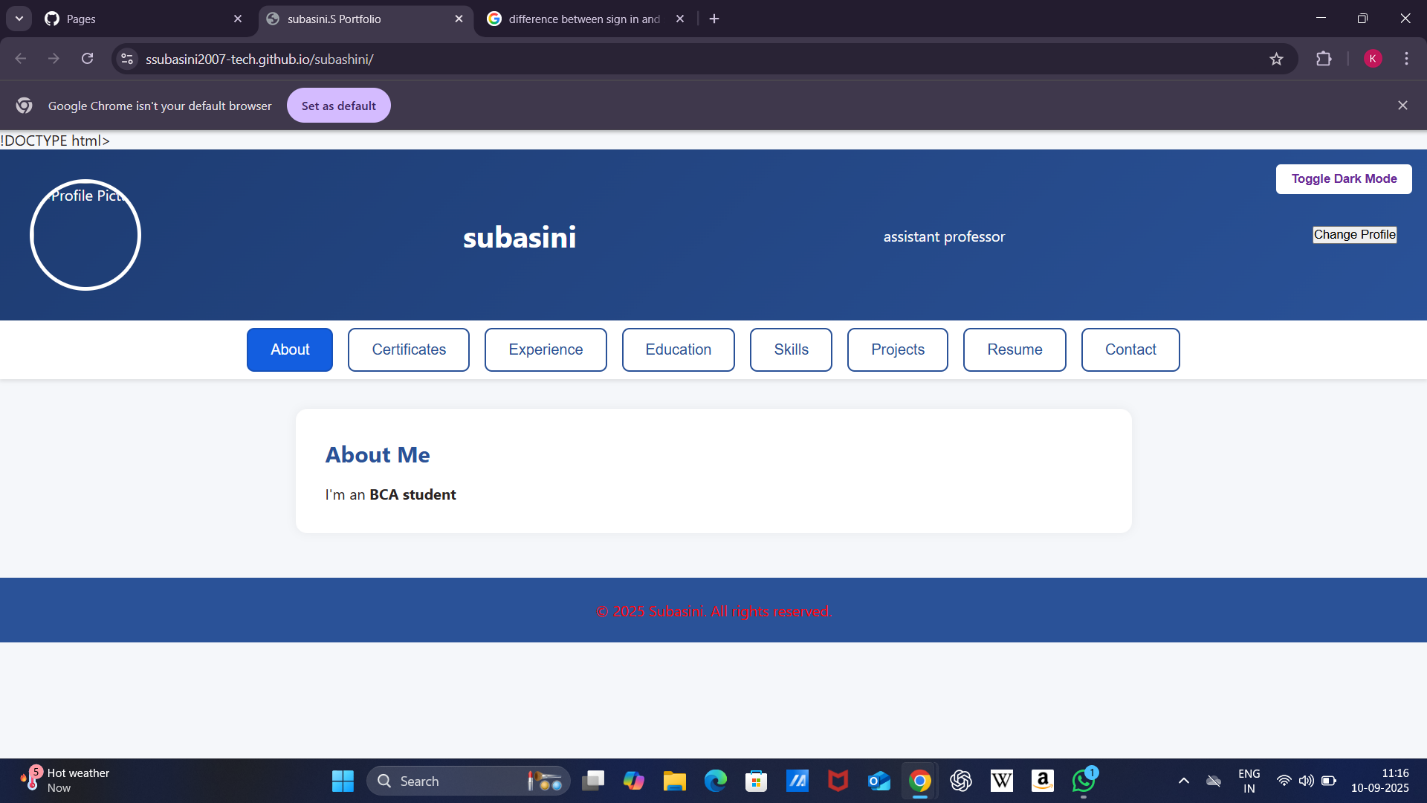 Pages
subasini.S Portfolio
difference between sign in and
ssubasini2007-tech.github.io/subashini/
K
Google Chrome isn't your default browser
Set as default
!DOCTYPE html>
Toggle Dark Mode
Profile Pict
subasini
assistant professor
Change Profile
About
Certificates
Experience
Education
Skills
Projects
Resume
Contact
About Me
I'm an BCA student
© 2025 Subasini. All rights reserved.
5
Hot weather
Now
Search
W
a
1
ENG
IN
11:16
10-09-2025